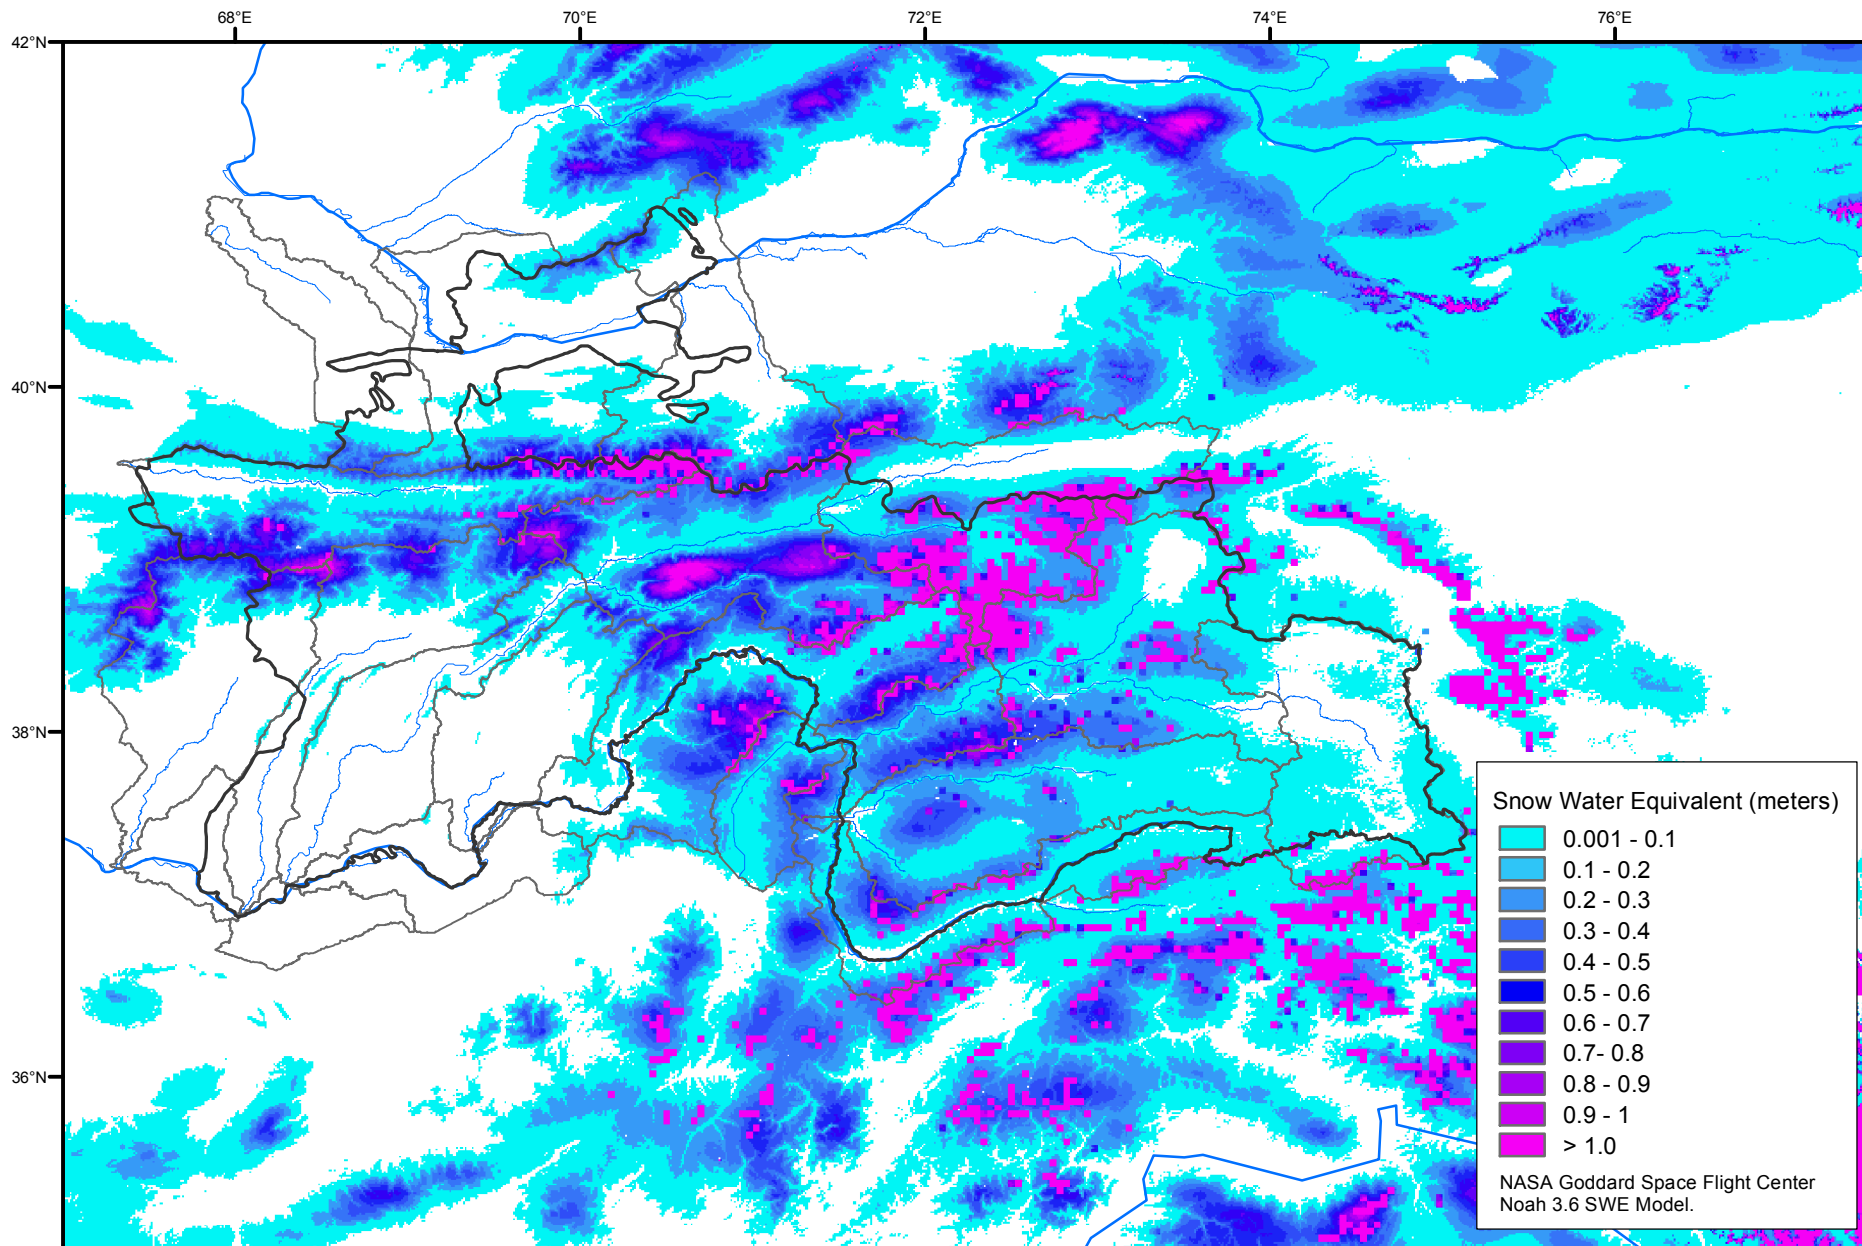 68°E 70°E 72°E 74°E 76°E
42°N
40°N
38°N
36°N
Snow Water Equivalent (meters)
0.001 - 0.1
0.1 - 0.2
0.2 - 0.3
0.3 - 0.4
0.4 - 0.5
0.5 - 0.6
0.6 - 0.7
0.7- 0.8
0.8 - 0.9
0.9 - 1
> 1.0
NASA Goddard Space Flight Center
Noah 3.6 SWE Model.